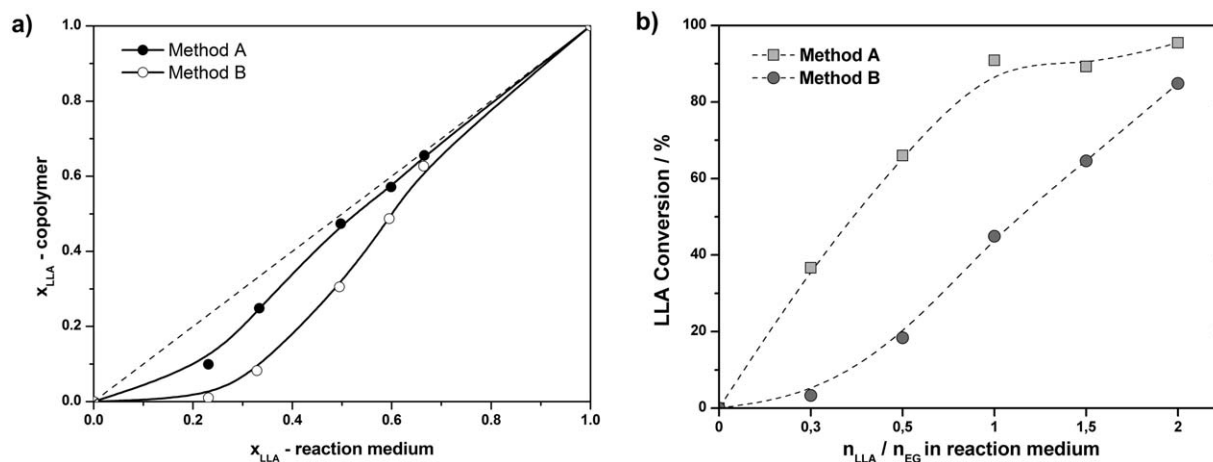 a)
Method A
Method B
1.0
0.8
0.6
0.4
0.2
0.0
0.0 0.2 0.4 0.6 0.8 1.0
x_LLA - copolymer
x_LLA - reaction medium
b)
Method A
Method B
100
80
60
40
20
0
0 0,3 0,5 1 1,5 2
LLA Conversion / %
n_LLA / n_EG in reaction medium